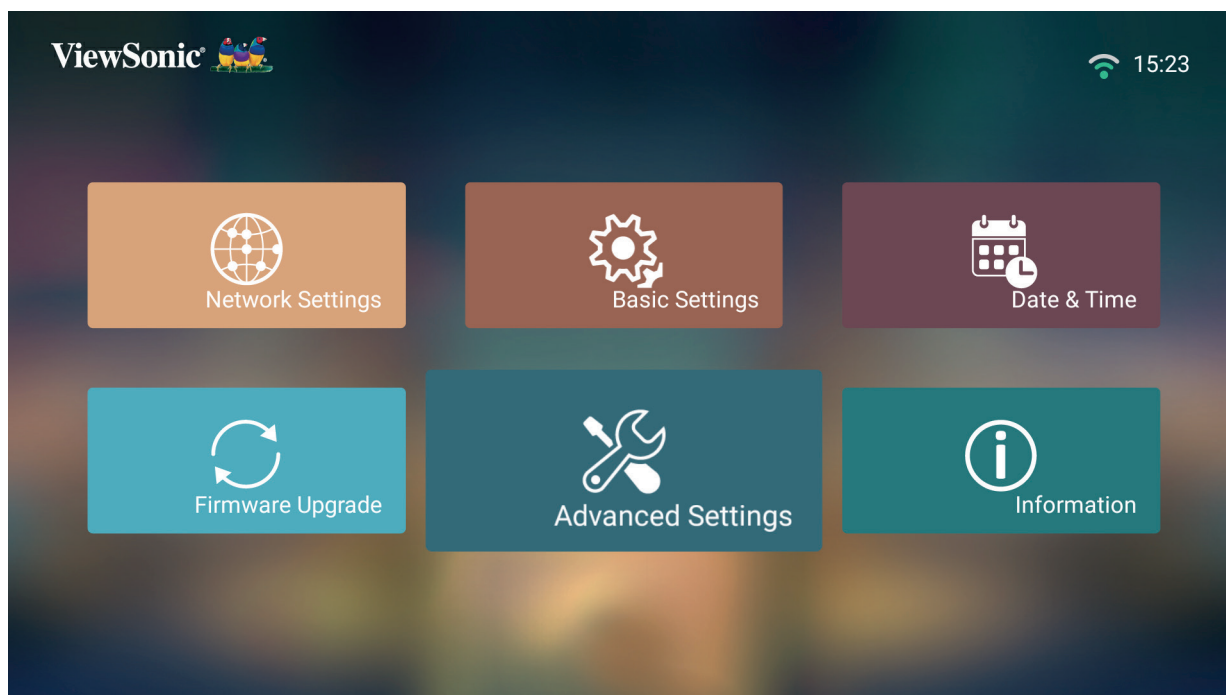 ViewSonic®
15:23
Network Settings
Basic Settings
Date & Time
Firmware Upgrade
Advanced Settings
Information